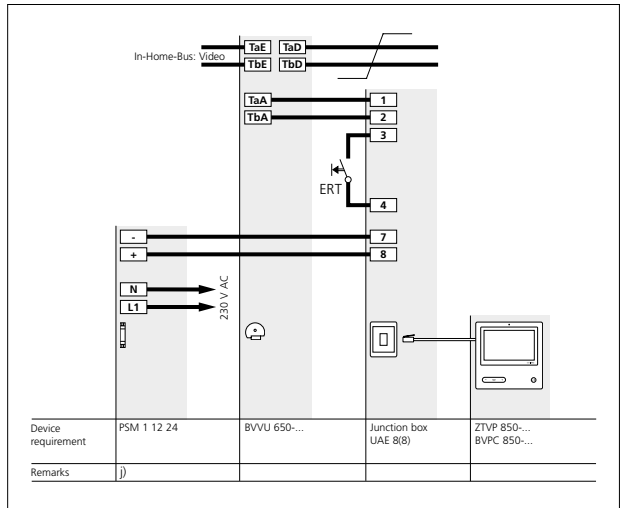 In-Home-Bus: Video
TaE TaD
TbE TbD
TaA 1
TbA 2
3
ERT
4
- 7
+ 8
N
L1
230 V AC
Device requirement
PSM 1 12 24
BVVU 650-...
Junction box
UAE 8(8)
ZTVP 850-...
BVPC 850-...
Remarks
j)